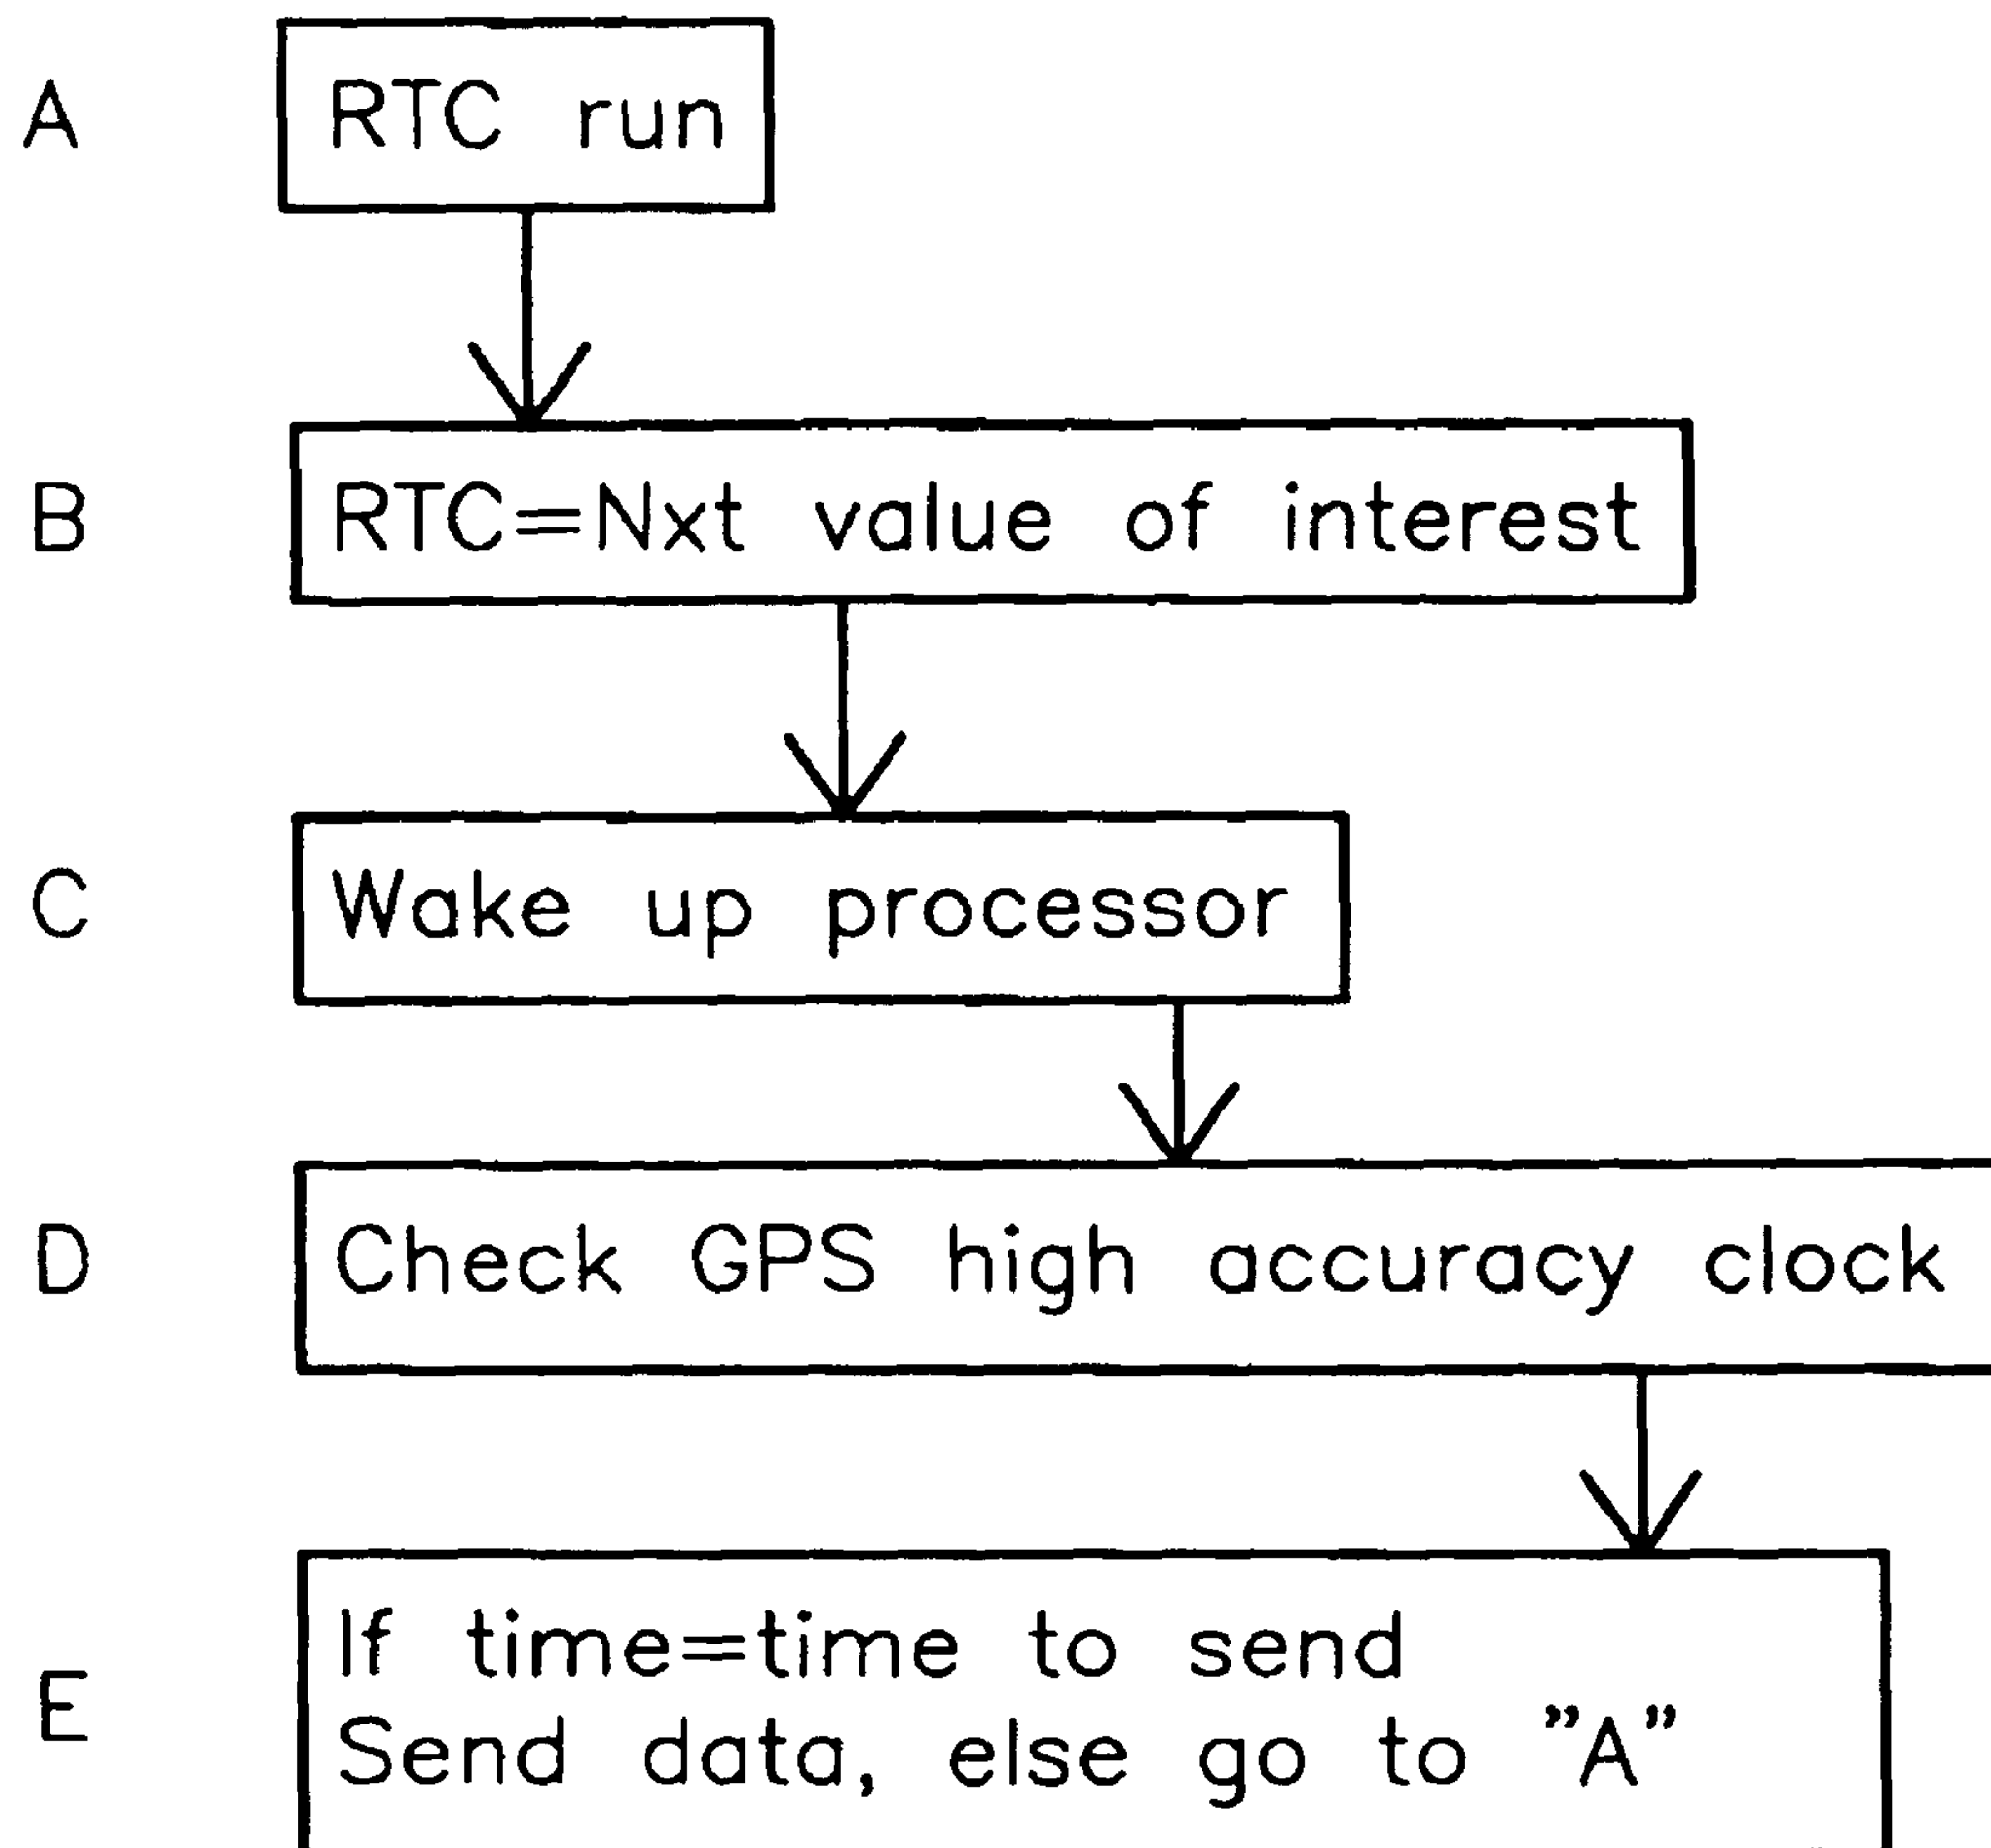 A
RTC run
B
RTC=Nxt value of interest
C
Wake up processor
D
Check GPS high accuracy clock
E
If time=time to send
Send data, else go to ”A”